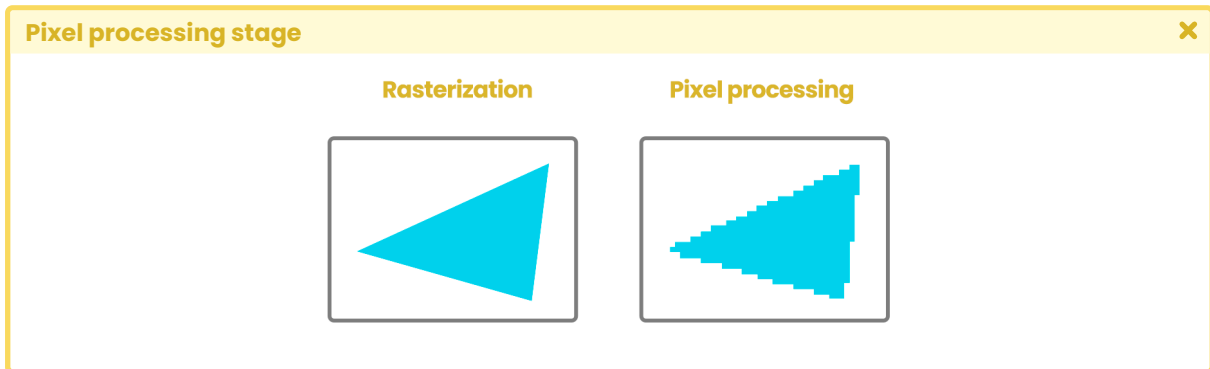 Pixel processing stage
Rasterization
Pixel processing